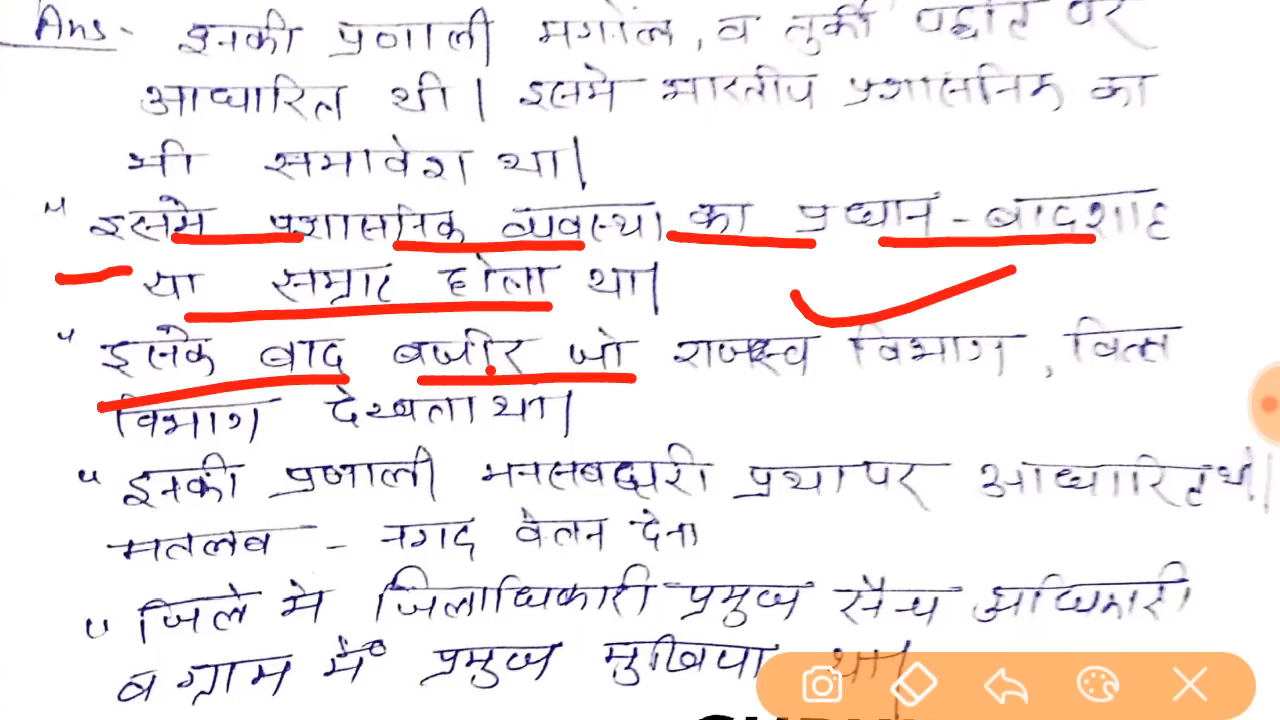 Ans - इनकी प्रणाली मंगोल, व तुर्की पद्धति पर
आधारित थी। इसमे भारतीय प्रशासनिक का
भी समावेश था।
" इसमे प्रशासनिक व्यवस्था का प्रधान - बादशाह
या सम्राट होता था।
" इसके बाद बजीर जो राजस्व विभाग, वित्त
विभाग देखता था।
" इनकी प्रणाली मनसबदारी प्रथा पर आधारित थी।
मतलब - नगद वेतन देना
" जिले मे जिलाधिकारी प्रमुख सैन्य अधिकारी
व ग्राम में प्रमुख मुखिया था।